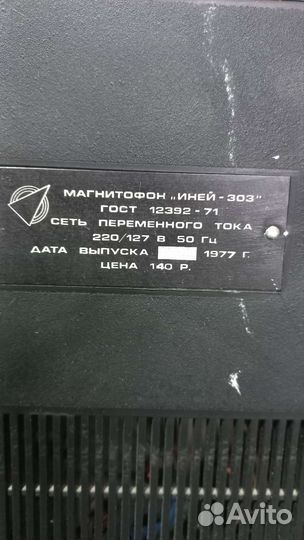 МАГНИТОФОН „ИНЕЙ-303"
ГОСТ 12392-71
СЕТЬ ПЕРЕМЕННОГО ТОКА
220/127 В 50 Гц
ДАТА ВЫПУСКА 1977 Г.
ЦЕНА 140 Р.
Avito